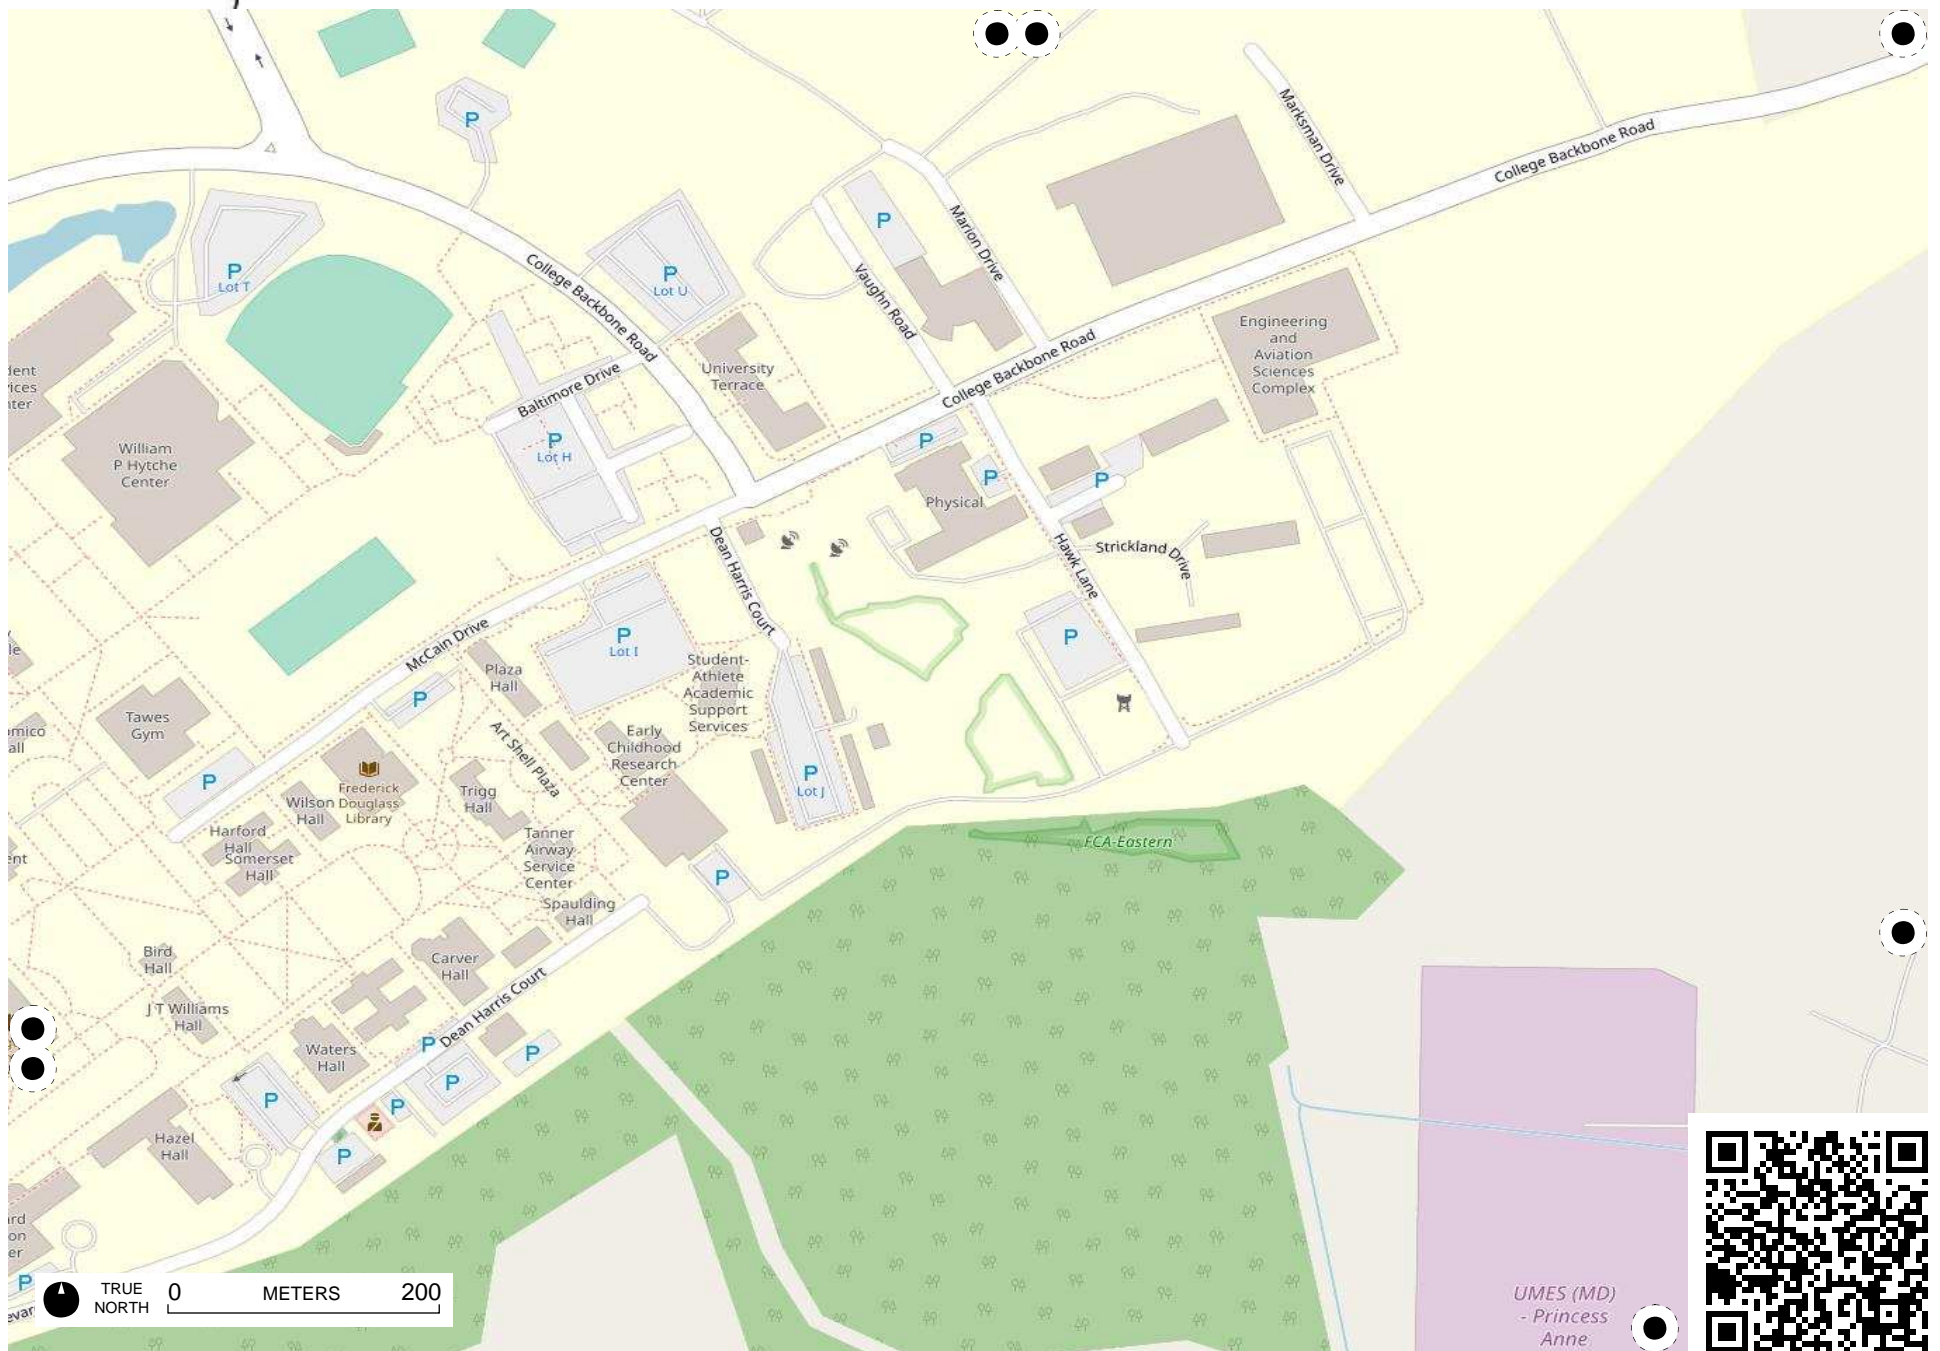 P
Marksman Drive
College Backbone Road
P
Marion Drive
P
Lot T
College Backbone Road
P
Lot U
Vaughn Road
Engineering
and
Aviation
Sciences
Complex
College Backbone Road
University
Terrace
Baltimore Drive
P
Lot H
William
P Hytche
Center
P
P
P
Physical
Dean Harris Court
Hawk Lane
Strickland Drive
McCain Drive
P
Lot I
P
Plaza
Hall
Student-
Athlete
Academic
Support
Services
P
Tawes
Gym
Art Shell Plaza
Early
Childhood
Research
Center
P
Lot J
P
Frederick
Douglass
Library
Wilson
Hall
Trigg
Hall
Harford
Hall
Somerset
Hall
Tanner
Airway
Service
Center
FCA-Eastern
P
Spaulding
Hall
Bird
Hall
Carver
Hall
J T Williams
Hall
Dean Harris Court
Waters
Hall
P
P
P
P
P
Hazel
Hall
P
P
TRUE
NORTH
0 METERS 200
UMES (MD)
- Princess
Anne